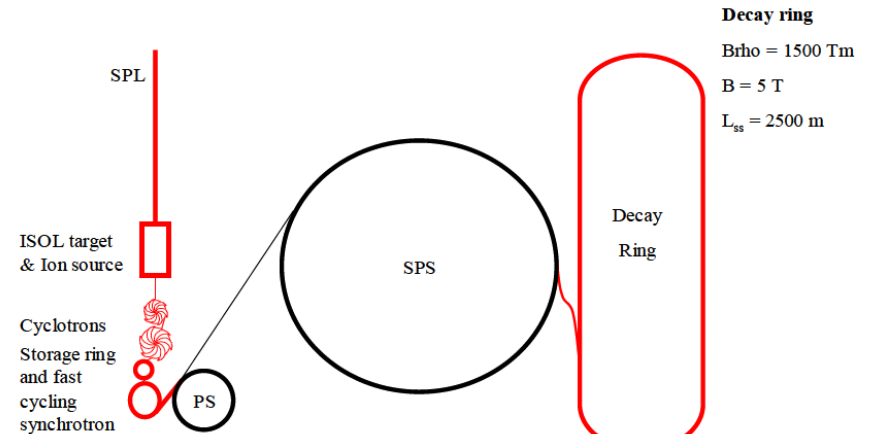 Decay ring
Brho = 1500 Tm
B = 5 T
Lss = 2500 m
SPL
ISOL target
& Ion source
Cyclotrons
Storage ring
and fast
cycling
synchrotron
PS
SPS
Decay
Ring